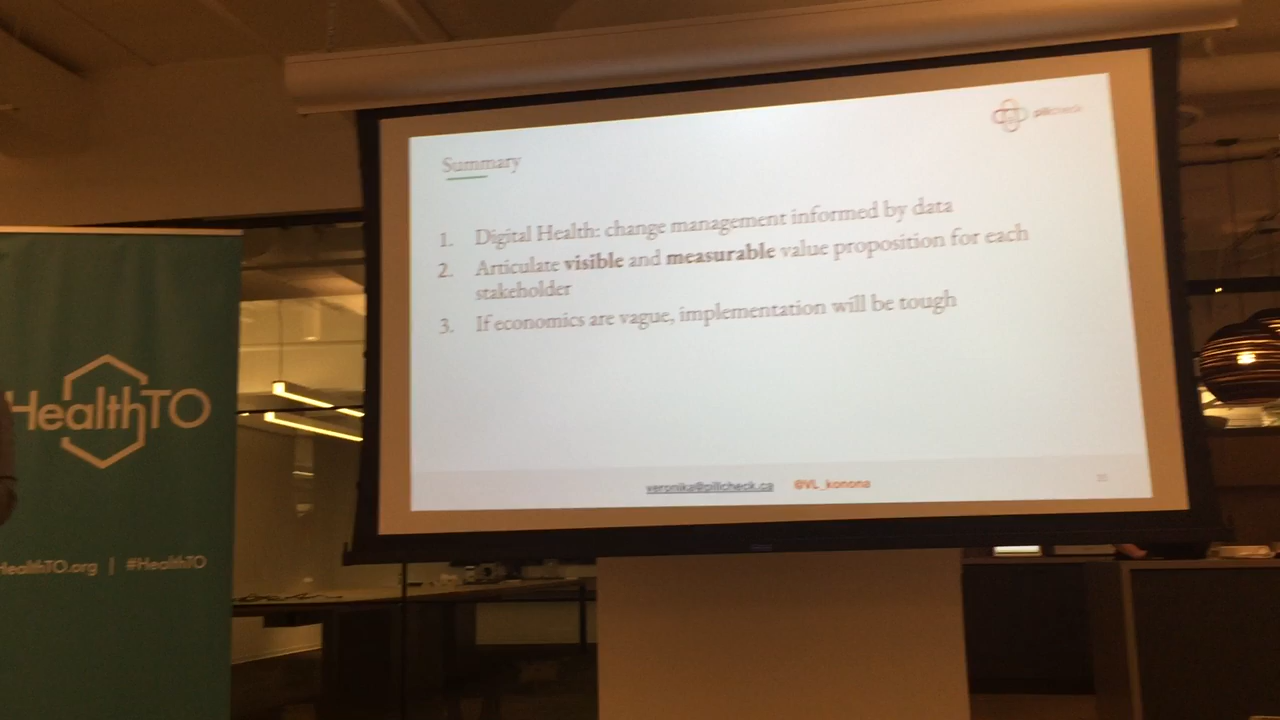 pillcheck
Summary
1. Digital Health: change management informed by data
2. Articulate visible and measurable value proposition for each
stakeholder
3. If economics are vague, implementation will be tough
veronika@pillcheck.ca @VL_konona
HealthTO
HealthTO.org | #HealthTO